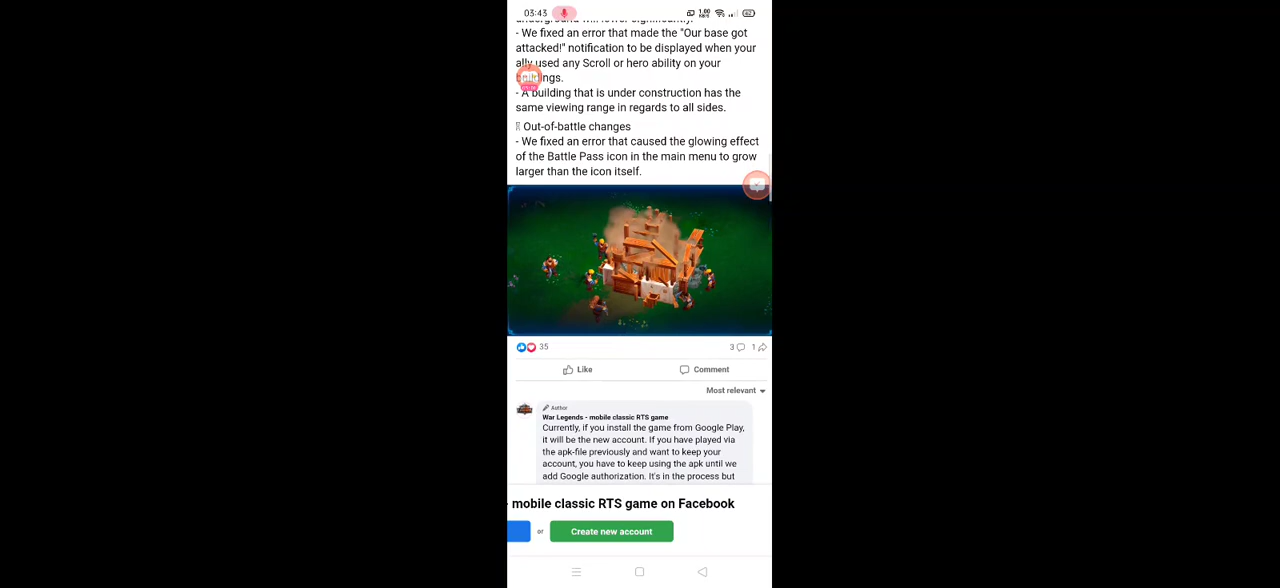 03:43
1.00
KB/S
62
- We fixed an error that made the "Our base got
attacked!" notification to be displayed when your
ally used any Scroll or hero ability on your
- A building that is under construction has the
same viewing range in regards to all sides.
Out-of-battle changes
- We fixed an error that caused the glowing effect
of the Battle Pass icon in the main menu to grow
larger than the icon itself.
35
3
1
Like
Comment
Most relevant
Author
War Legends - mobile classic RTS game
Currently, if you install the game from Google Play,
it will be the new account. If you have played via
the apk-file previously and want to keep your
account, you have to keep using the apk until we
add Google authorization. It's in the process but
- mobile classic RTS game on Facebook
or
Create new account